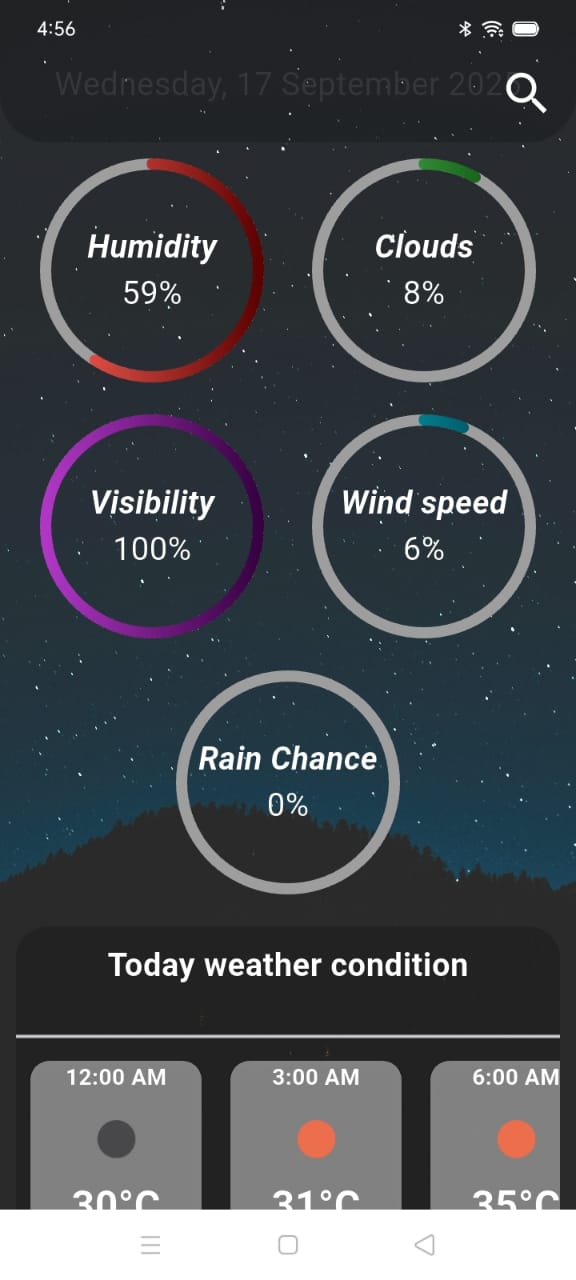 4:56
Wednesday, 17 September 202
Humidity
59%
Clouds
8%
Visibility
100%
Wind speed
6%
Rain Chance
0%
Today weather condition
12:00 AM
3:00 AM
6:00 AM
30°C
31°C
35°C